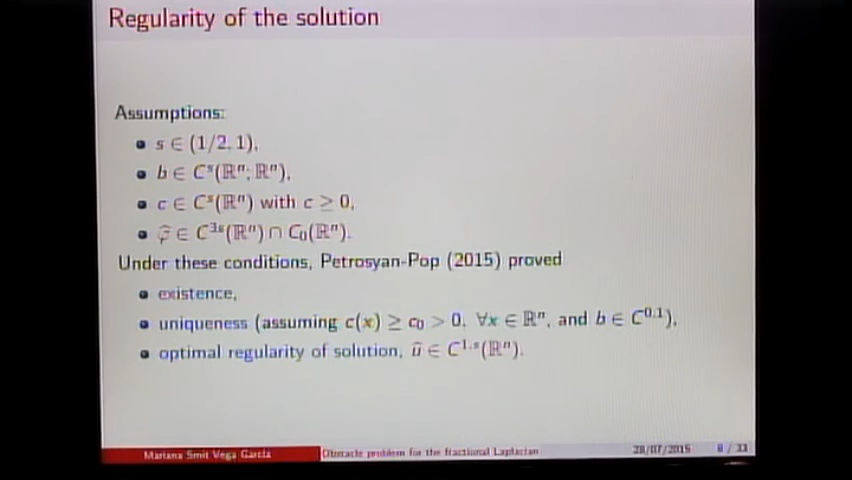 Regularity of the solution
Assumptions:
s ∈ (1/2, 1),
b ∈ C^s(ℝ^n; ℝ^n),
c ∈ C^s(ℝ^n) with c ≥ 0,
φ̂ ∈ C^{3s}(ℝ^n) ∩ C_0(ℝ^n).
Under these conditions, Petrosyan-Pop (2015) proved
existence,
uniqueness (assuming c(x) ≥ c_0 > 0, ∀x ∈ ℝ^n, and b ∈ C^{0,1}),
optimal regularity of solution, û ∈ C^{1,s}(ℝ^n).
Mariana Smit Vega Garcia
Obstacle problem for the fractional Laplacian
28/07/2015
8 / 33